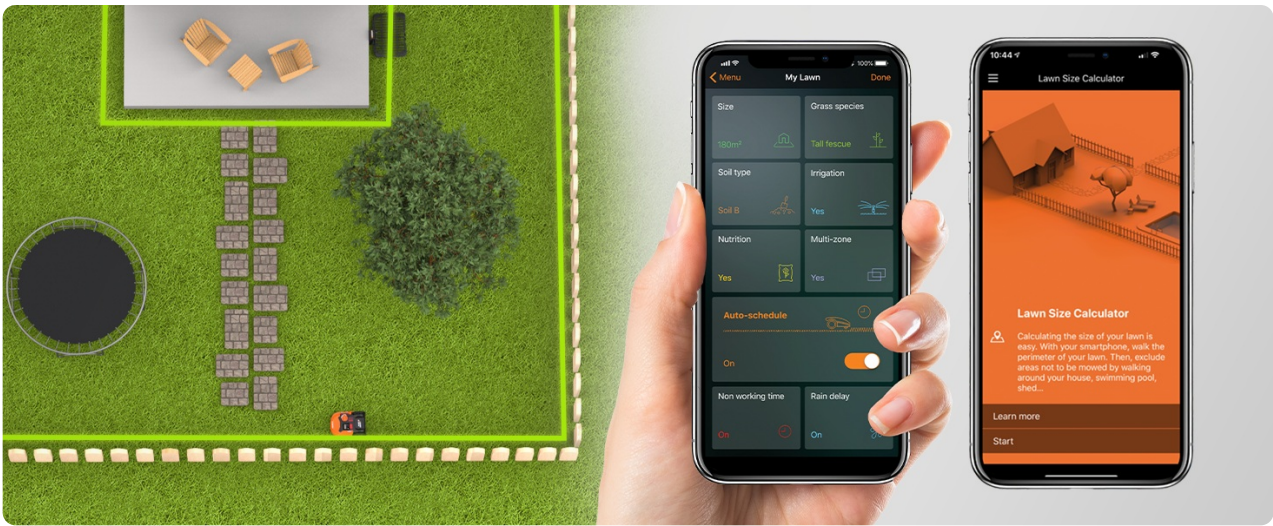 100%
Menu
My Lawn
Done
Size
Grass species
180m²
Tall fescue
Soil type
Irrigation
Soil B
Yes
Nutrition
Multi-zone
Yes
Yes
Auto-schedule
On
Non working time
Rain delay
On
On
10:44
Lawn Size Calculator
Lawn Size Calculator
Calculating the size of your lawn is
easy. With your smartphone, walk the
perimeter of your lawn. Then, exclude
areas not to be mowed by walking
around your house, swimming pool,
shed...
Learn more
Start